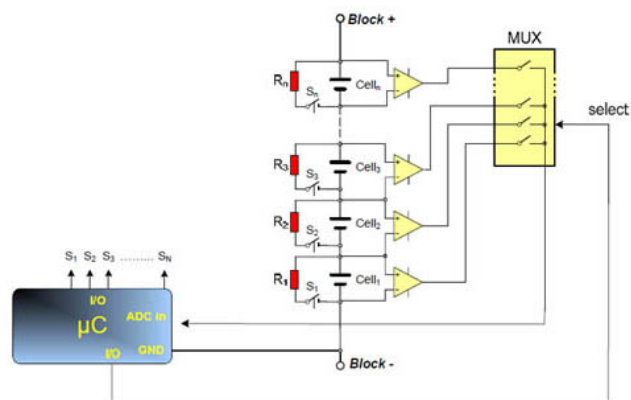 Block +
MUX
Rn
Sn
Celln
select
R3
S3
Cell3
R2
S2
Cell2
R1
S1
Cell1
S1 S2 S3 ......... SN
I/O
µC
ADC in
I/O
GND
Block -